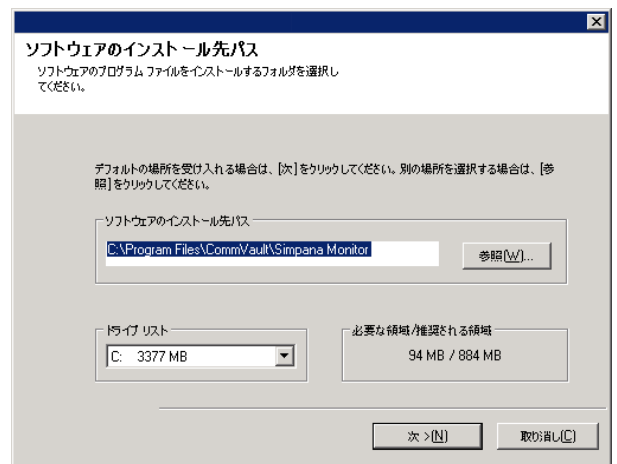 ソフトウェアのインストール先パス
ソフトウェアのプログラム ファイルをインストールするフォルダを選択し
てください。
デフォルトの場所を受け入れる場合は、[次]をクリックしてください。別の場所を選択する場合は、[参
照]をクリックしてください。
ソフトウェアのインストール先パス
C:\Program Files\CommVault\Simpana Monitor
参照(W)...
ドライブ リスト
必要な領域/推奨される領域
C: 3377 MB
94 MB / 884 MB
次 >(N)
取り消し(C)